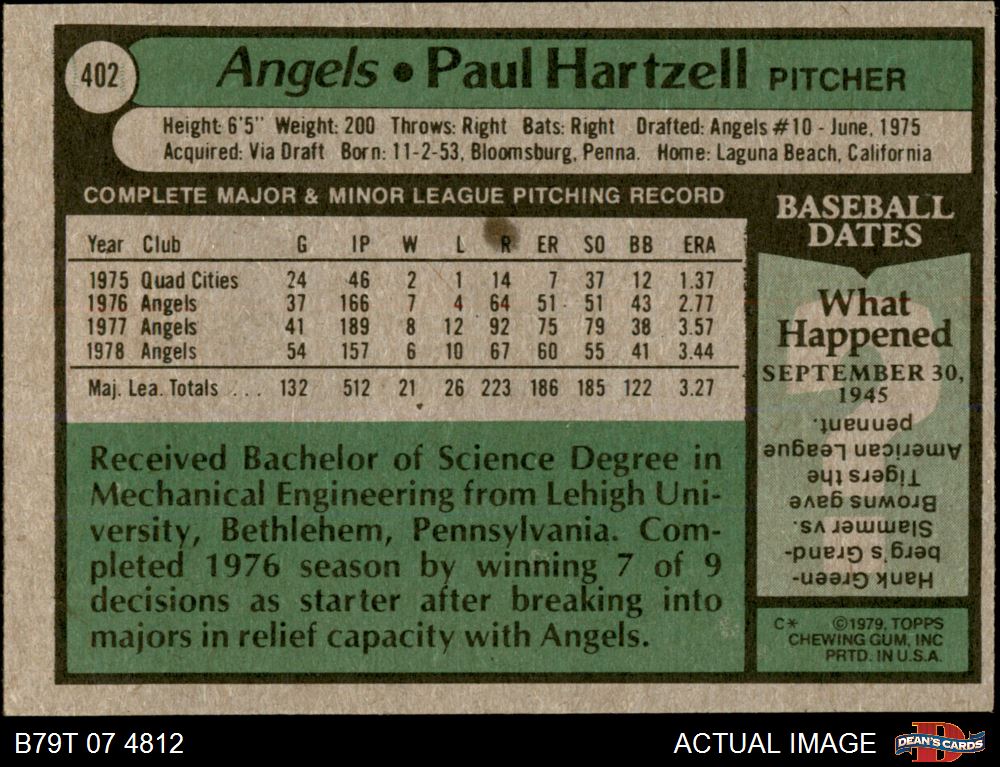 402 Angels • Paul Hartzell PITCHER
Height: 6'5" Weight: 200 Throws: Right Bats: Right Drafted: Angels #10 - June, 1975
Acquired: Via Draft Born: 11-2-53, Bloomsburg, Penna. Home: Laguna Beach, California
COMPLETE MAJOR & MINOR LEAGUE PITCHING RECORD
Year Club G IP W L R ER SO BB ERA
1975 Quad Cities 24 46 2 1 14 7 37 12 1.37
1976 Angels 37 166 7 4 64 51 51 43 2.77
1977 Angels 41 189 8 12 92 75 79 38 3.57
1978 Angels 54 157 6 10 67 60 55 41 3.44
Maj. Lea. Totals . . . 132 512 21 26 223 186 185 122 3.27
Received Bachelor of Science Degree in
Mechanical Engineering from Lehigh Uni-
versity, Bethlehem, Pennsylvania. Com-
pleted 1976 season by winning 7 of 9
decisions as starter after breaking into
majors in relief capacity with Angels.
BASEBALL
DATES
What
Happened
SEPTEMBER 30,
1945
Hank Green-
berg's Grand-
Slammer vs.
Browns gave
Tigers the
American League
pennant.
C* ©1979, TOPPS
CHEWING GUM, INC
PRTD. IN U.S.A.
B79T 07 4812
ACTUAL IMAGE
D
DEAN'S CARDS